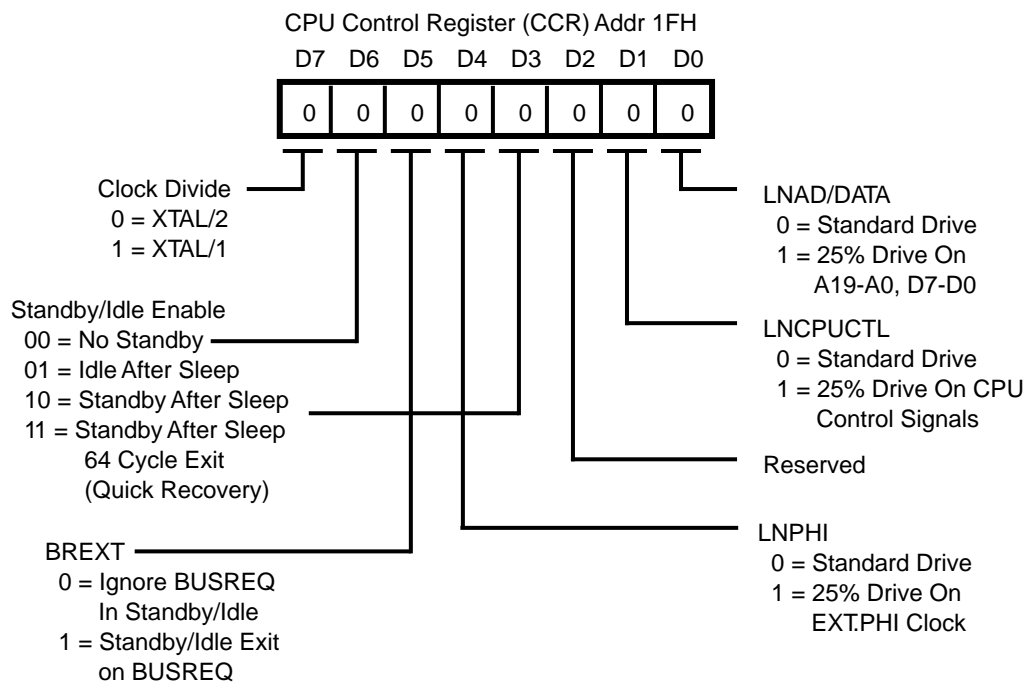 CPU Control Register (CCR) Addr 1FH
D7 D6 D5 D4 D3 D2 D1 D0
0 0 0 0 0 0 0 0
Clock Divide
0 = XTAL/2
1 = XTAL/1
Standby/Idle Enable
00 = No Standby
01 = Idle After Sleep
10 = Standby After Sleep
11 = Standby After Sleep
64 Cycle Exit
(Quick Recovery)
BREXT
0 = Ignore BUSREQ
In Standby/Idle
1 = Standby/Idle Exit
on BUSREQ
LNAD/DATA
0 = Standard Drive
1 = 25% Drive On
A19-A0, D7-D0
LNCPUCTL
0 = Standard Drive
1 = 25% Drive On CPU
Control Signals
Reserved
LNPHI
0 = Standard Drive
1 = 25% Drive On
EXT.PHI Clock